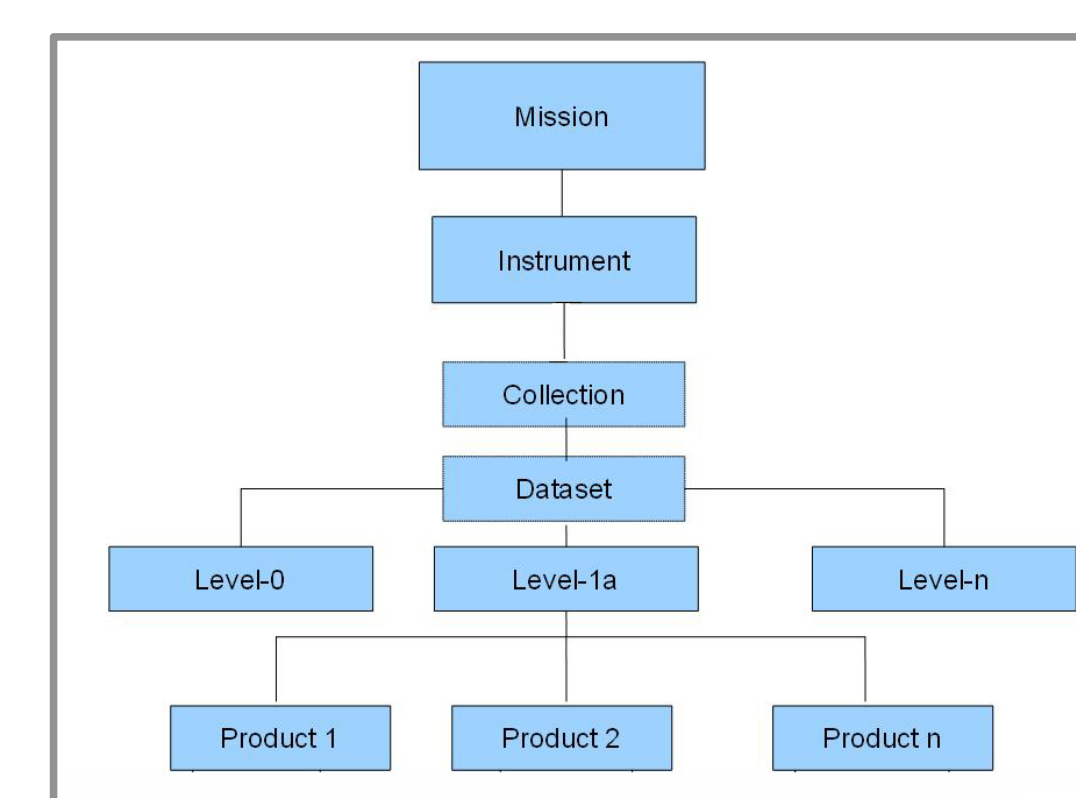 Mission
Instrument
Collection
Dataset
Level-0
Level-1a
Level-n
Product 1
Product 2
Product n